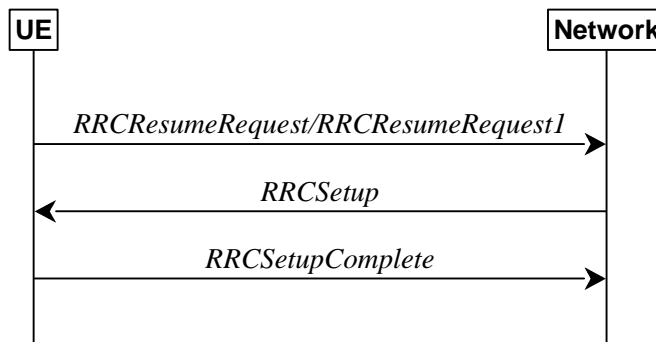 UE Network
RRCResumeRequest/RRCResumeRequest1
RRCSetup
RRCSetupComplete